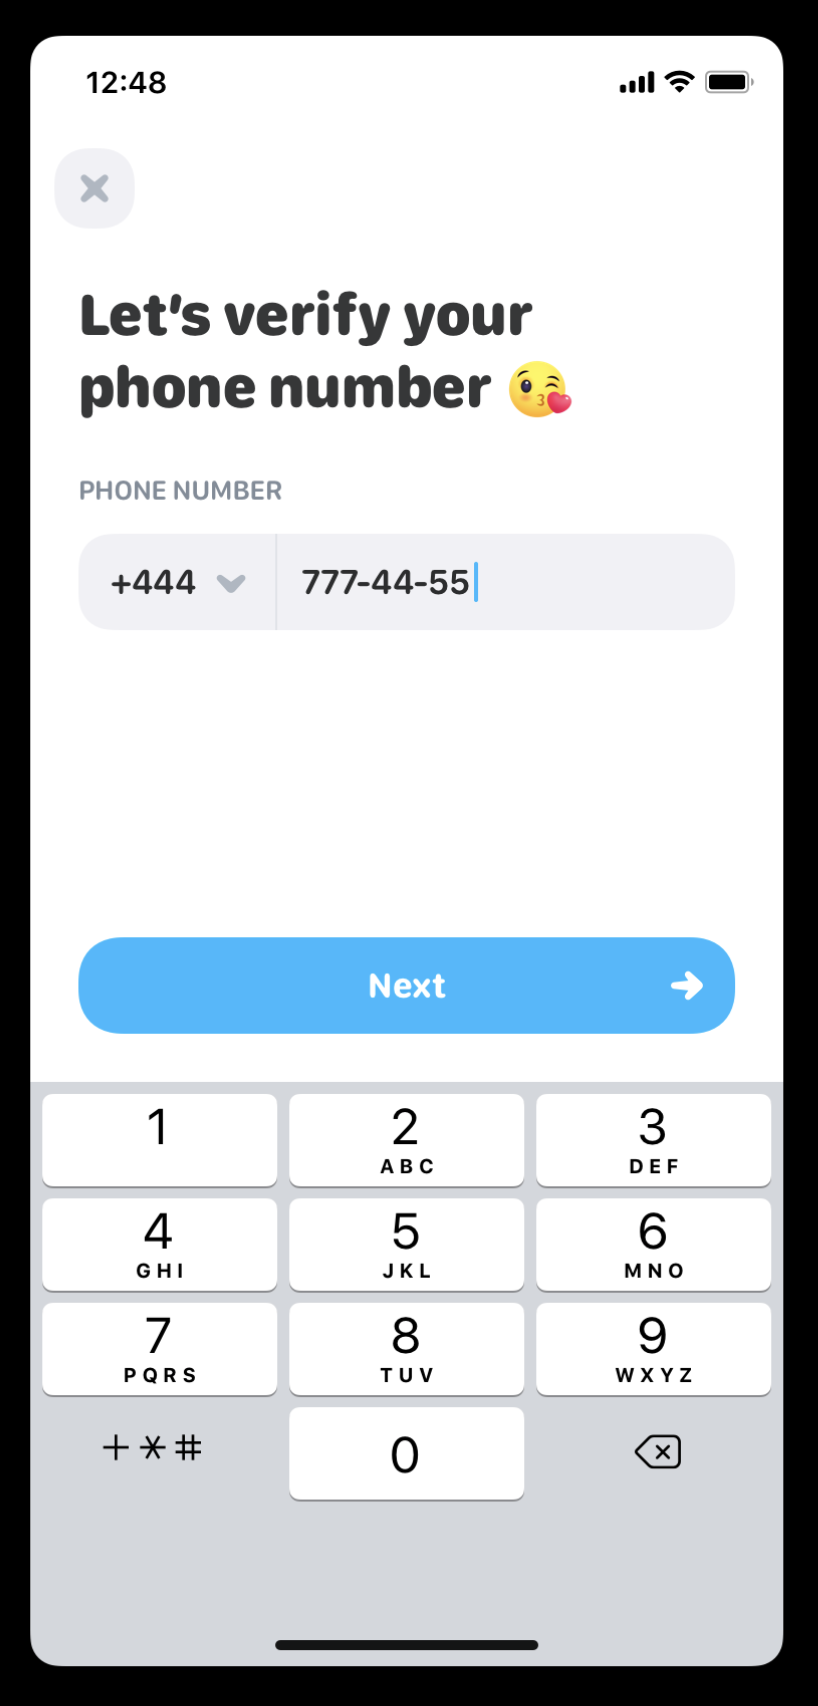 12:48
Let's verify your
phone number 😘
PHONE NUMBER
+444 777-44-55
Next
1 2 3
ABC DEF
4 5 6
GHI JKL MNO
7 8 9
PQRS TUV WXYZ
+*# 0